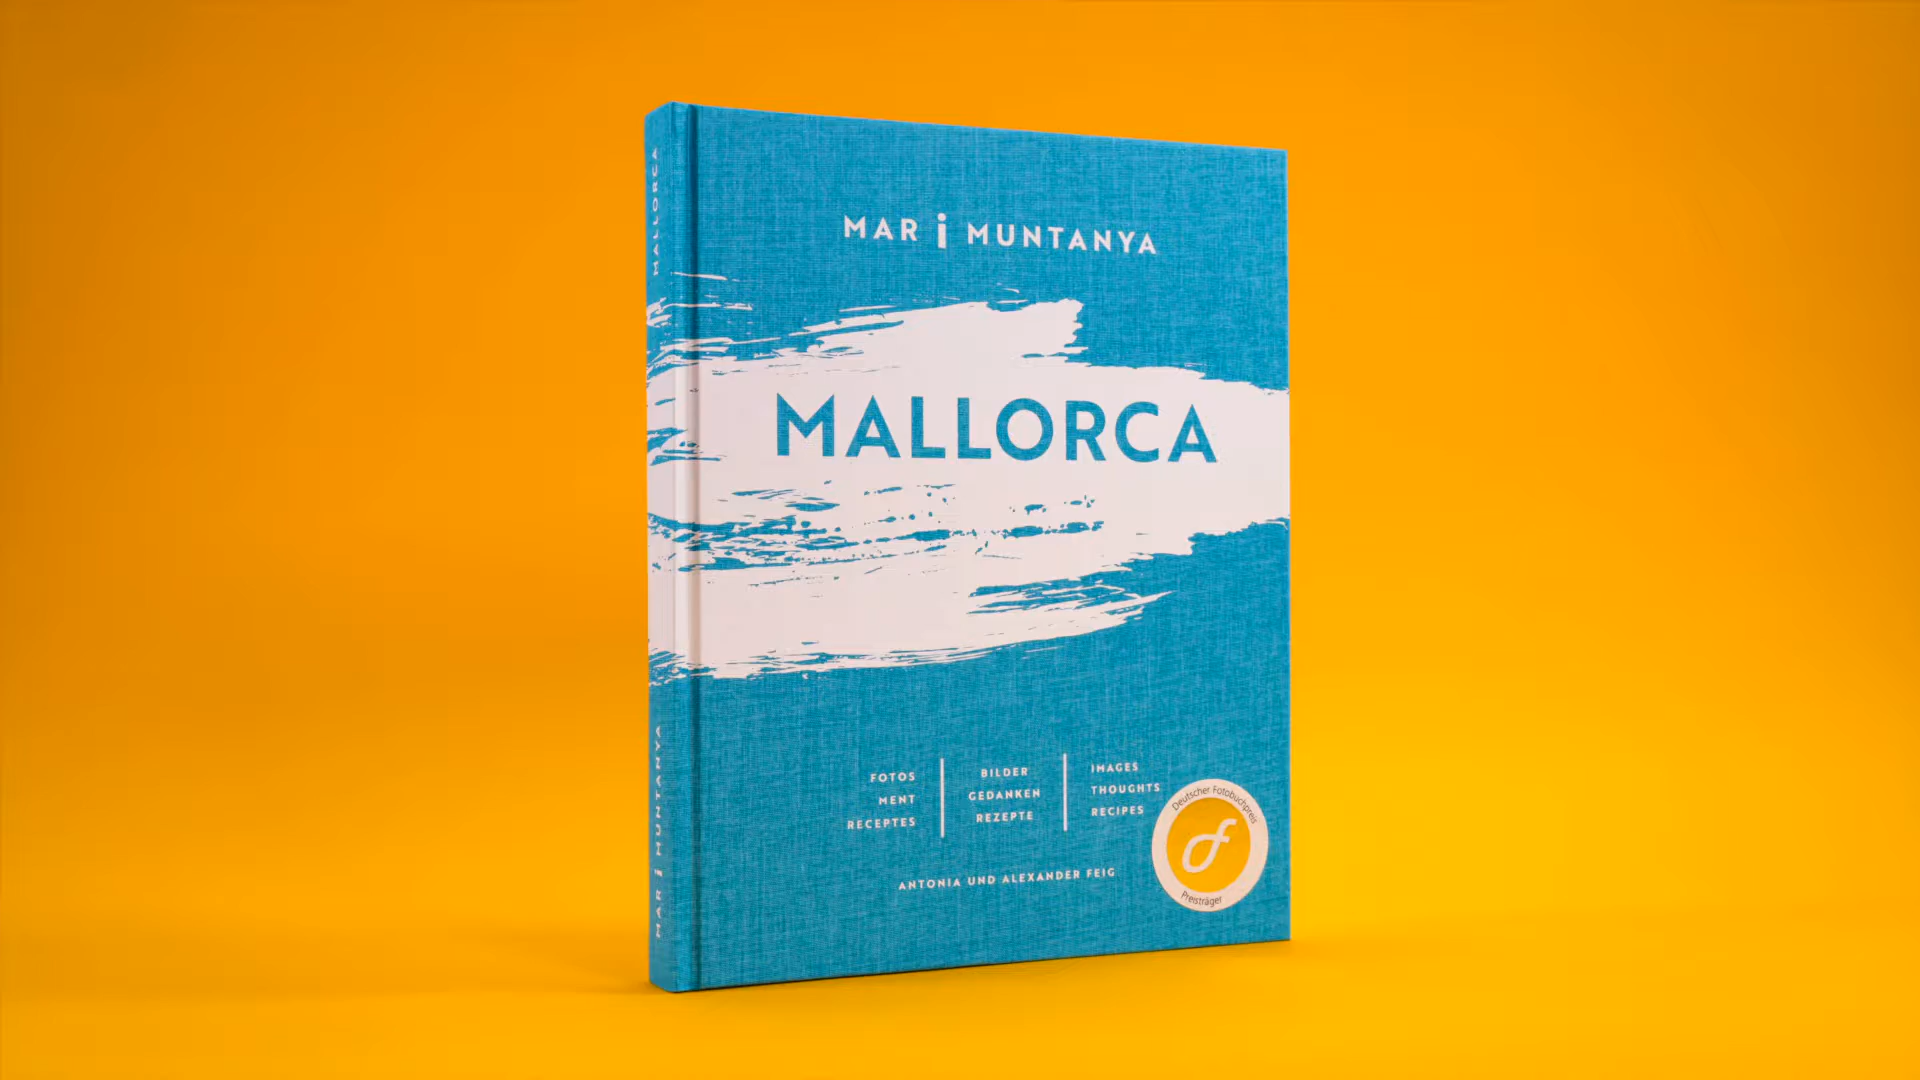 MALLORCA
MAR i MUNTANYA
MAR i MUNTANYA
MALLORCA
FOTOS
MENT
RECEPTES
BILDER
GEDANKEN
REZEPTE
IMAGES
THOUGHTS
RECIPES
ANTONIA UND ALEXANDER FEIG
Deutscher Fotobuchpreis
f
Preisträger